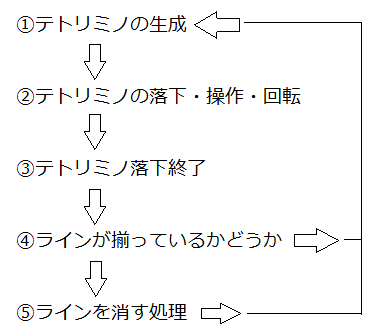 ①テトリミノの生成
②テトリミノの落下・操作・回転
③テトリミノ落下終了
④ラインが揃っているかどうか
⑤ラインを消す処理